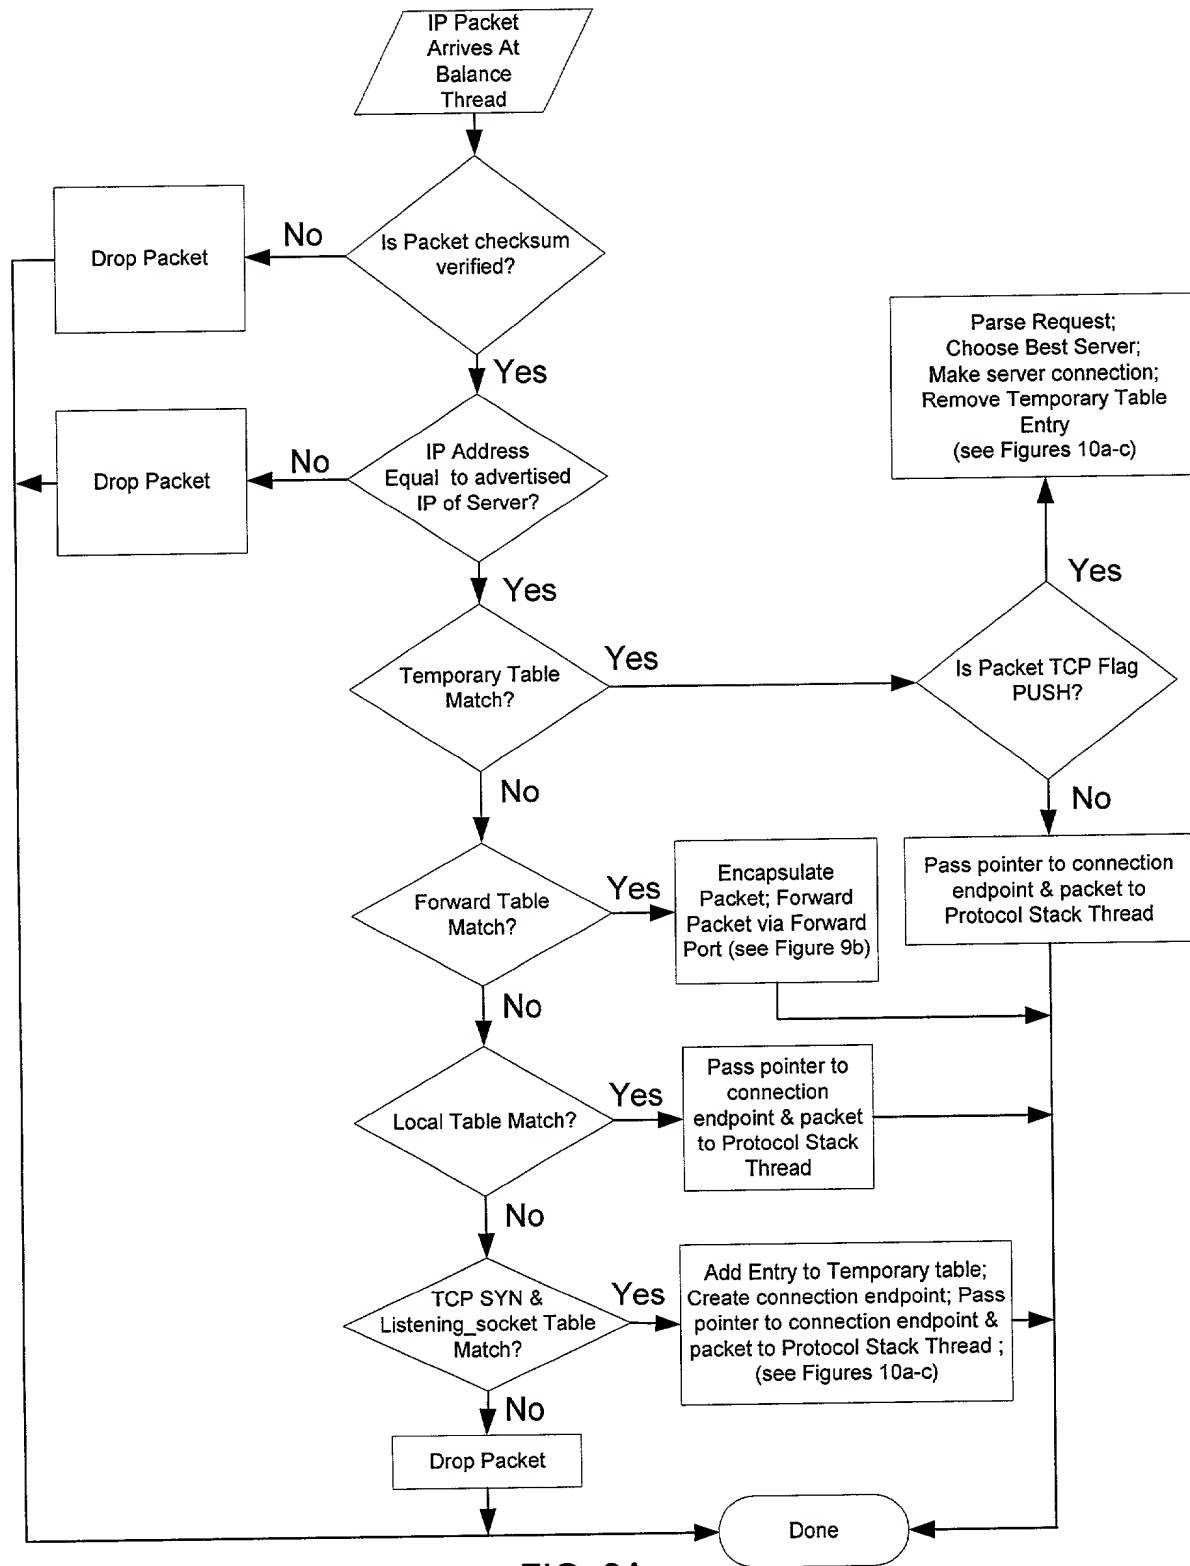 IP Packet
Arrives At
Balance
Thread
Is Packet checksum
verified?
No
Drop Packet
Yes
IP Address
Equal to advertised
IP of Server?
No
Drop Packet
Yes
Temporary Table
Match?
Yes
Is Packet TCP Flag
PUSH?
Yes
Parse Request;
Choose Best Server;
Make server connection;
Remove Temporary Table
Entry
(see Figures 10a-c)
No
Pass pointer to connection
endpoint & packet to
Protocol Stack Thread
No
Forward Table
Match?
Yes
Encapsulate
Packet; Forward
Packet via Forward
Port (see Figure 9b)
No
Local Table Match?
Yes
Pass pointer to
connection
endpoint & packet
to Protocol Stack
Thread
No
TCP SYN &
Listening_socket Table
Match?
Yes
Add Entry to Temporary table;
Create connection endpoint; Pass
pointer to connection endpoint &
packet to Protocol Stack Thread ;
(see Figures 10a-c)
No
Drop Packet
Done